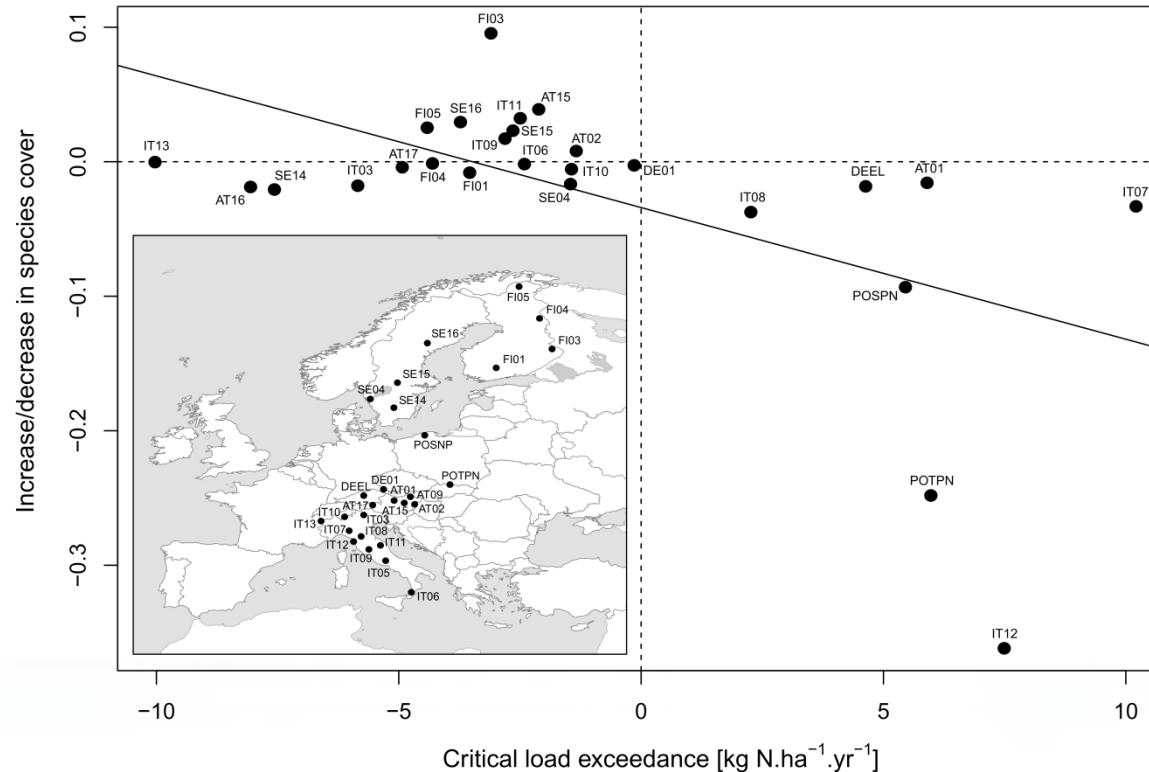 Increase/decrease in species cover
0.1
0.0
−0.1
−0.2
−0.3
FI03
IT13
AT16
SE14
IT03
AT17
FI05
FI04
SE16
FI01
IT09
IT11
SE15
AT15
IT06
AT02
IT10
SE04
DE01
IT08
DEEL
AT01
IT07
POSPN
POTPN
IT12
FI05
FI04
FI03
SE16
FI01
SE15
SE04
SE14
POSNP
POTPN
DE01
DEEL
AT01
AT09
AT17
AT15
AT02
IT10
IT03
IT13
IT07
IT08
IT12
IT11
IT09
IT05
IT06
−10
−5
0
5
10
Critical load exceedance [kg N.ha⁻¹.yr⁻¹]